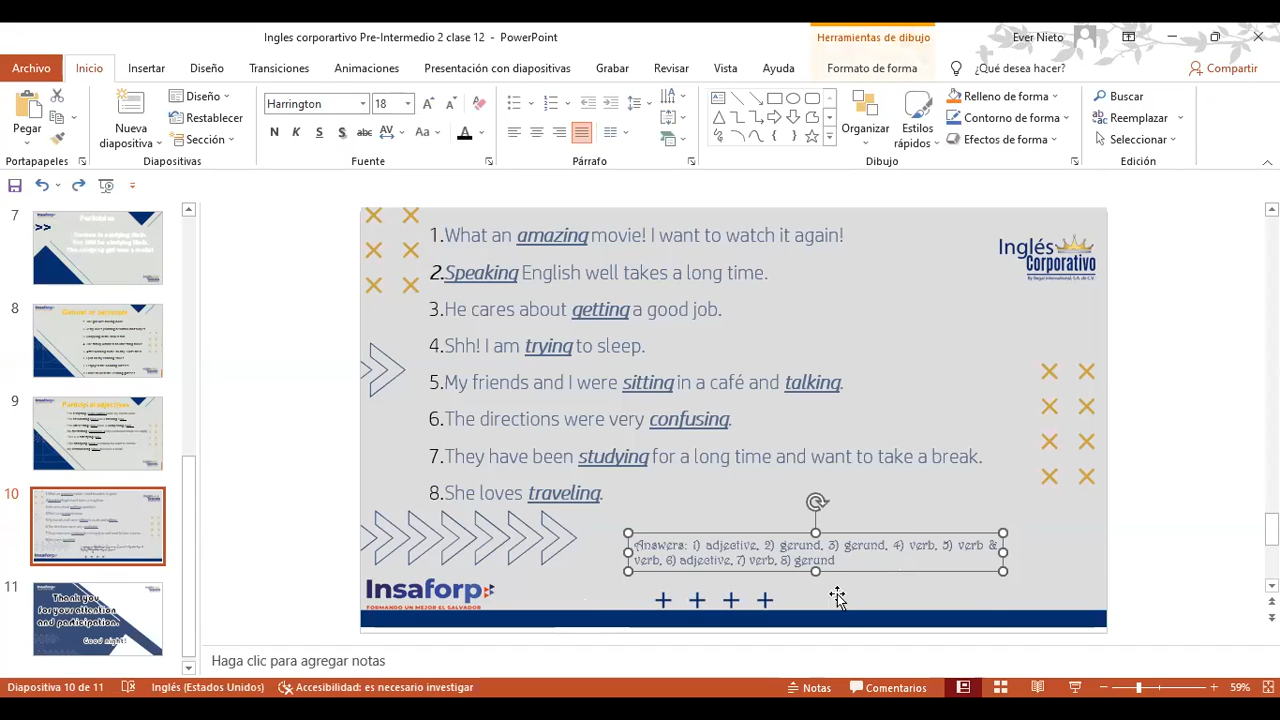 Ingles corporartivo Pre-Intermedio 2 clase 12 - PowerPoint
Herramientas de dibujo
Ever Nieto
Archivo Inicio Insertar Diseño Transiciones Animaciones Presentación con diapositivas Grabar Revisar Vista Ayuda Formato de forma ¿Qué desea hacer? Compartir
Pegar
Nueva diapositiva
Diseño
Restablecer
Sección
Harrington 18
Organizar
Estilos rápidos
Relleno de forma
Contorno de forma
Efectos de forma
Buscar
Reemplazar
Seleccionar
Portapapeles Diapositivas Fuente Párrafo Dibujo Edición
7
8
9
Participial adjectives
10
11
Thank you
for your attention
and participation.
Good night!
1.What an amazing movie! I want to watch it again!
2.Speaking English well takes a long time.
3.He cares about getting a good job.
4.Shh! I am trying to sleep.
5.My friends and I were sitting in a café and talking.
6.The directions were very confusing.
7.They have been studying for a long time and want to take a break.
8.She loves traveling.
Inglés
Corporativo
Answers: 1) adjective, 2) gerund, 3) gerund, 4) verb, 5) verb &
verb, 6) adjective, 7) verb, 8) gerund
Insaforp
FORMANDO UN MEJOR EL SALVADOR
Haga clic para agregar notas
Diapositiva 10 de 11 Inglés (Estados Unidos) Accesibilidad: es necesario investigar Notas Comentarios 59%